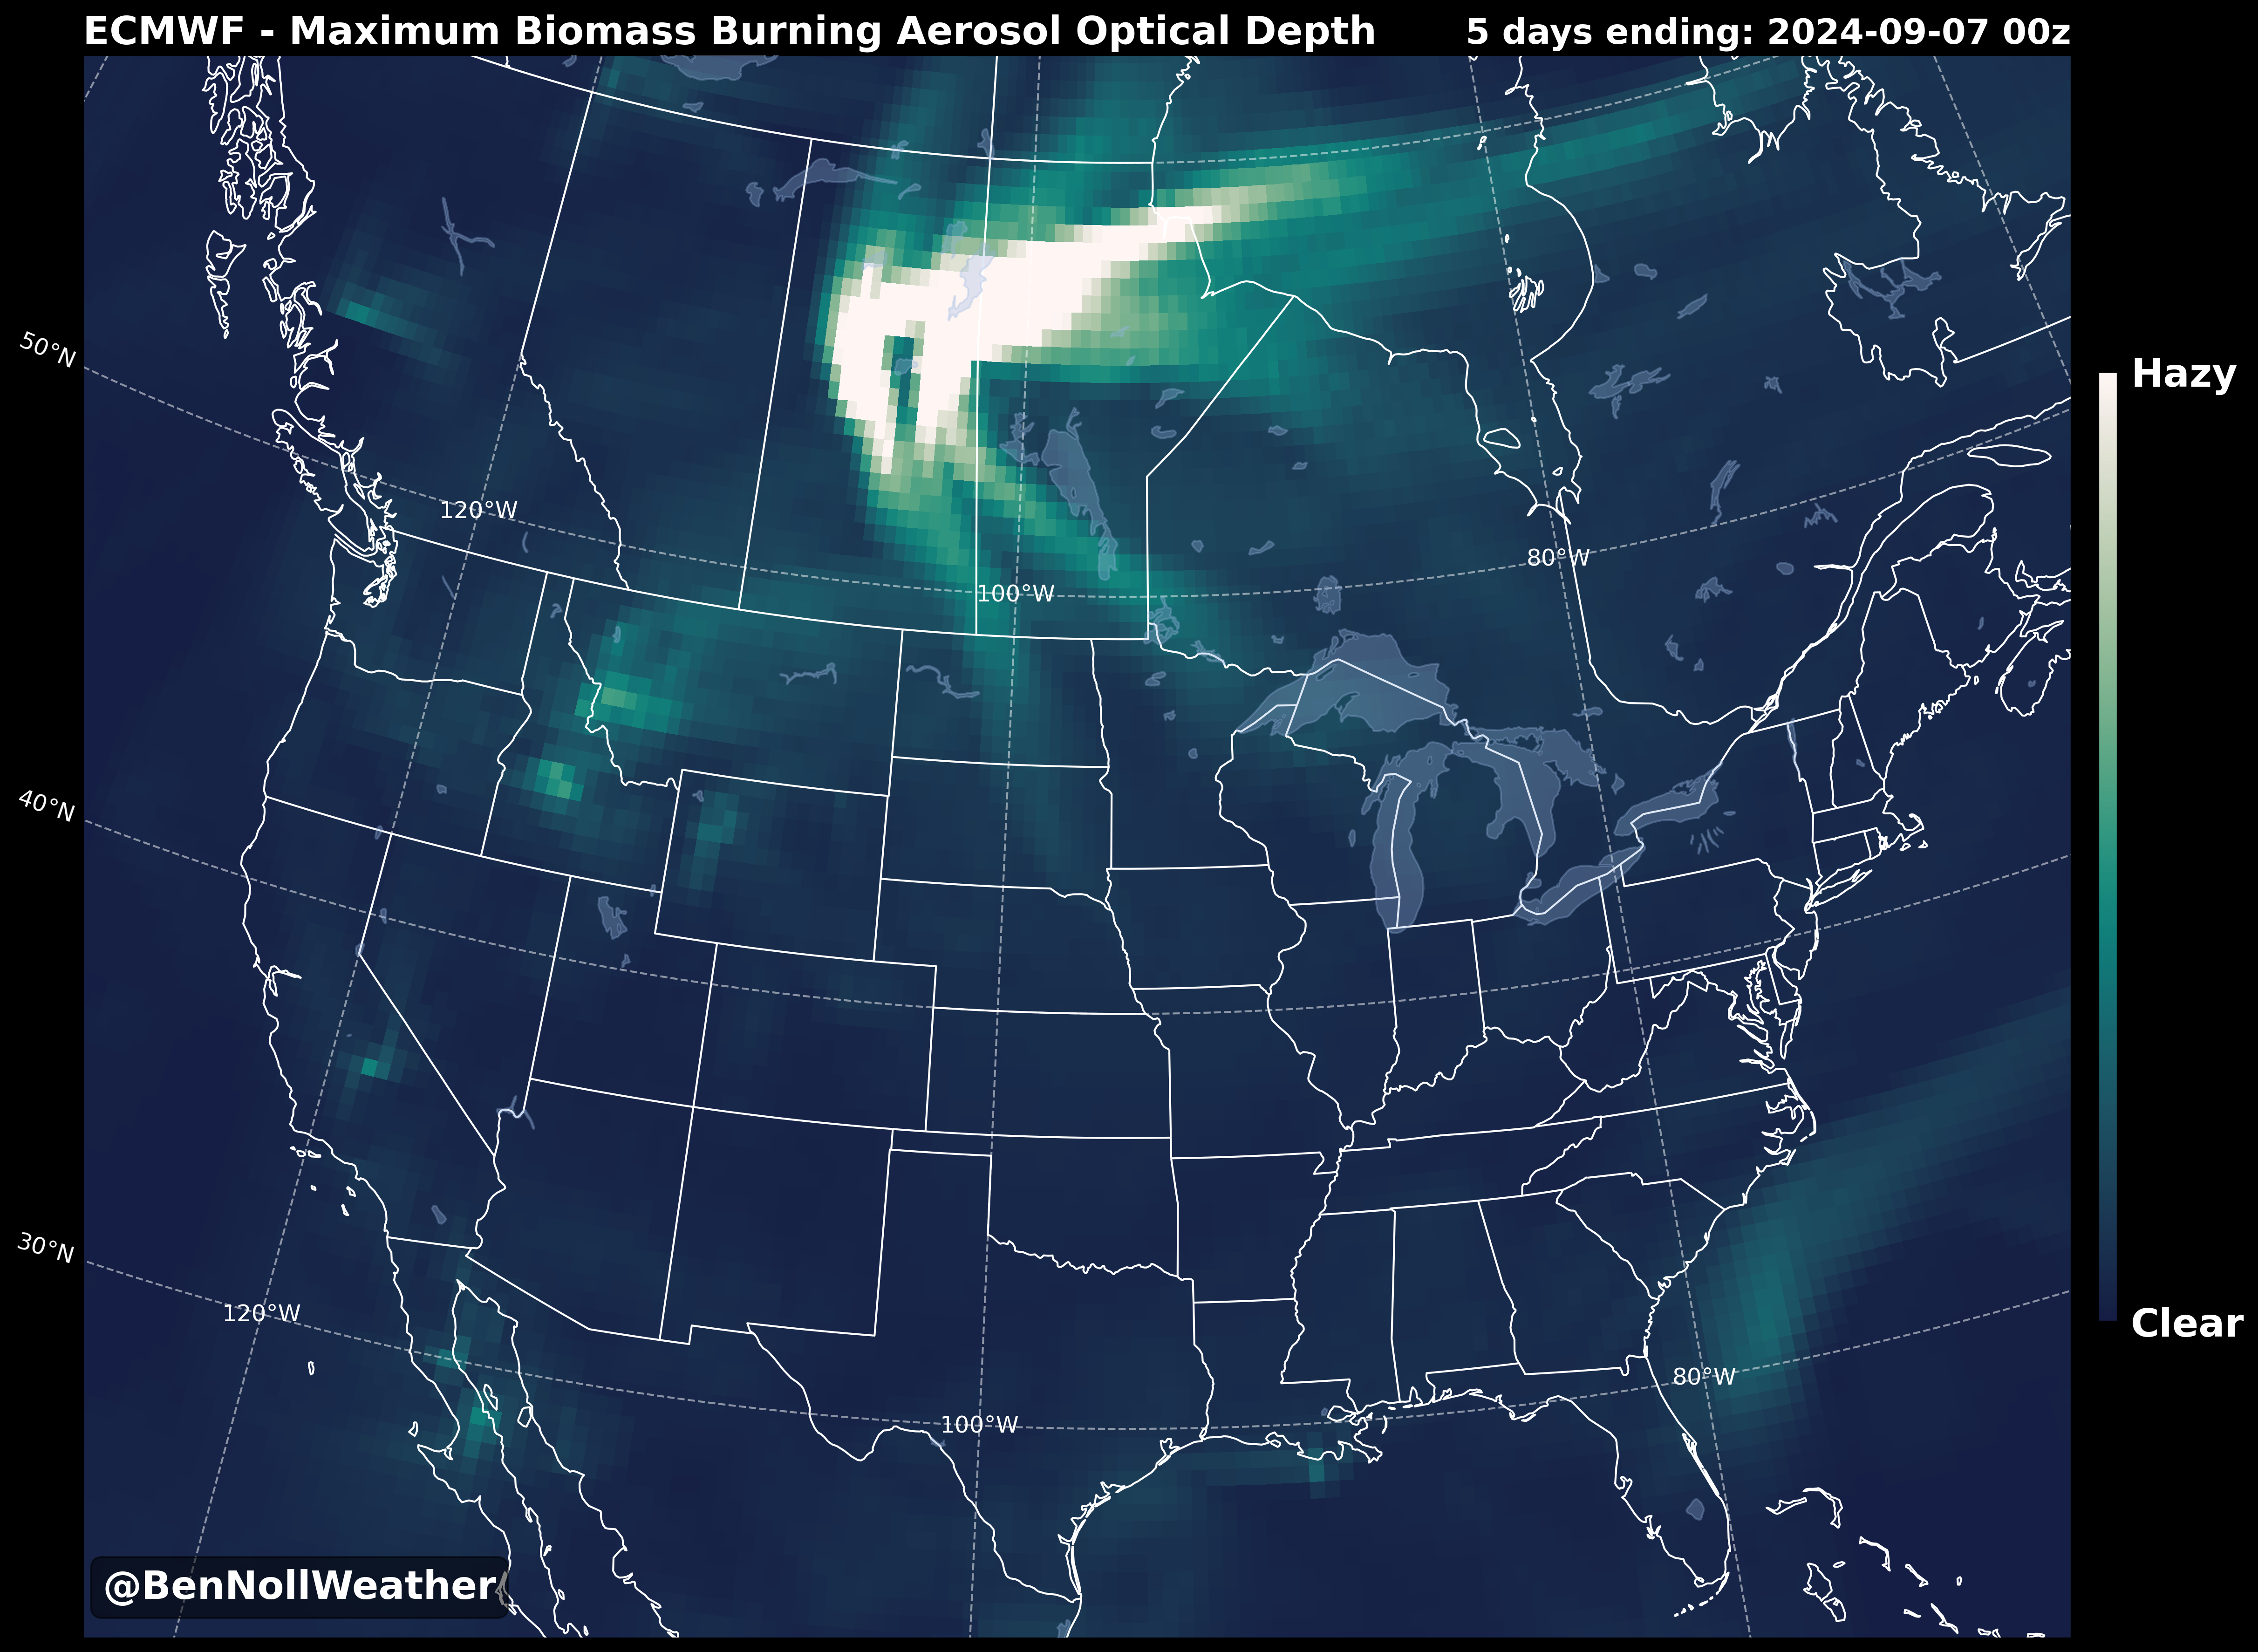 ECMWF - Maximum Biomass Burning Aerosol Optical Depth
5 days ending: 2024-09-07 00z
50°N
Hazy
120°W
80°W
100°W
40°N
30°N
120°W
Clear
80°W
100°W
@BenNollWeather